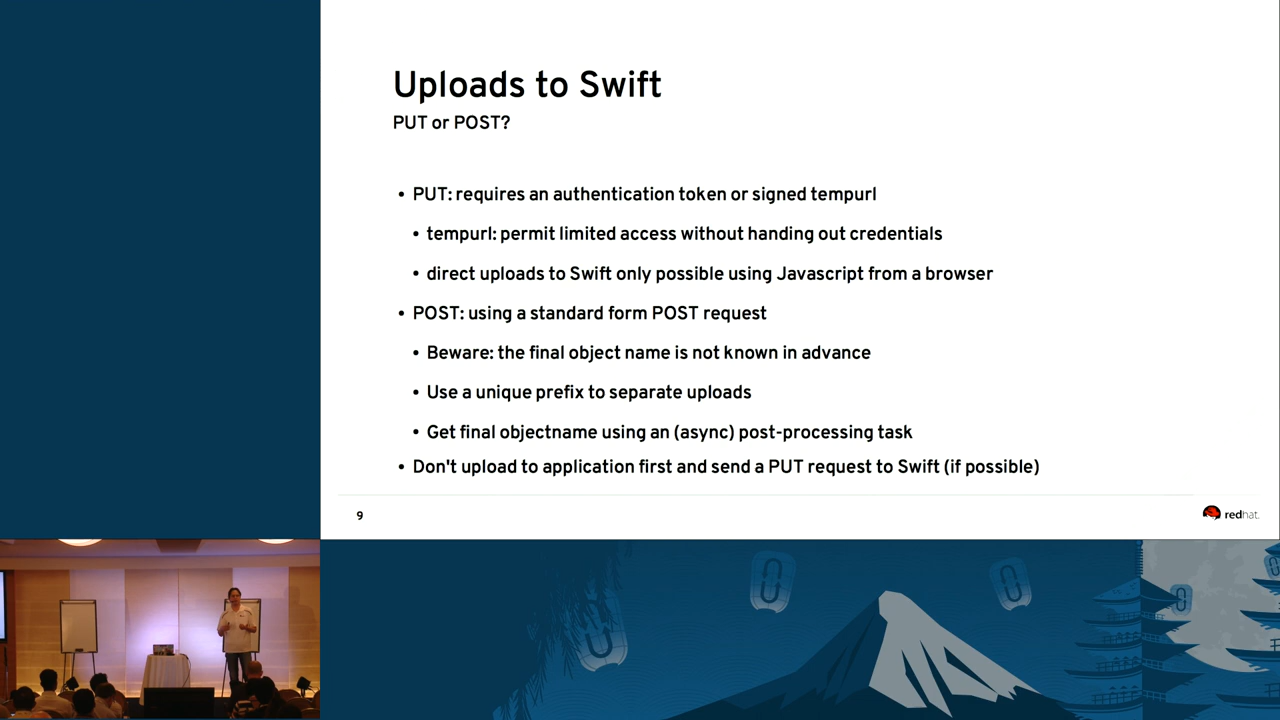 Uploads to Swift
PUT or POST?
• PUT: requires an authentication token or signed tempurl
• tempurl: permit limited access without handing out credentials
• direct uploads to Swift only possible using Javascript from a browser
• POST: using a standard form POST request
• Beware: the final object name is not known in advance
• Use a unique prefix to separate uploads
• Get final objectname using an (async) post-processing task
• Don't upload to application first and send a PUT request to Swift (if possible)
9
redhat.